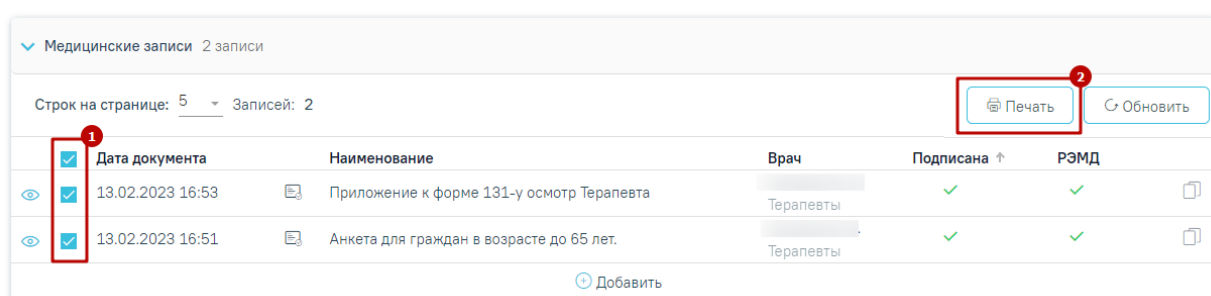 Медицинские записи 2 записи
2
Строк на странице: 5 Записей: 2 Печать Обновить
1
Дата документа Наименование Врач Подписана ↑ РЭМД
13.02.2023 16:53 Приложение к форме 131-у осмотр Терапевта Терапевты
13.02.2023 16:51 Анкета для граждан в возрасте до 65 лет. Терапевты
Добавить